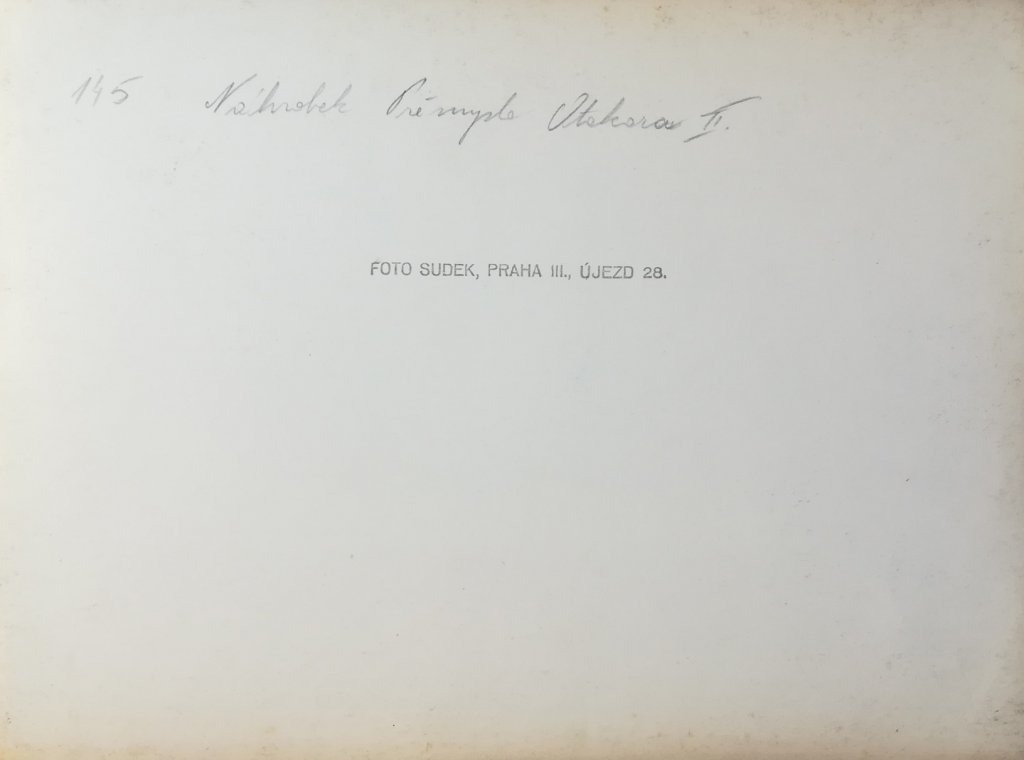 145 Náhrobek Přemysla Otakara II.
FOTO SUDEK, PRAHA III., ÚJEZD 28.